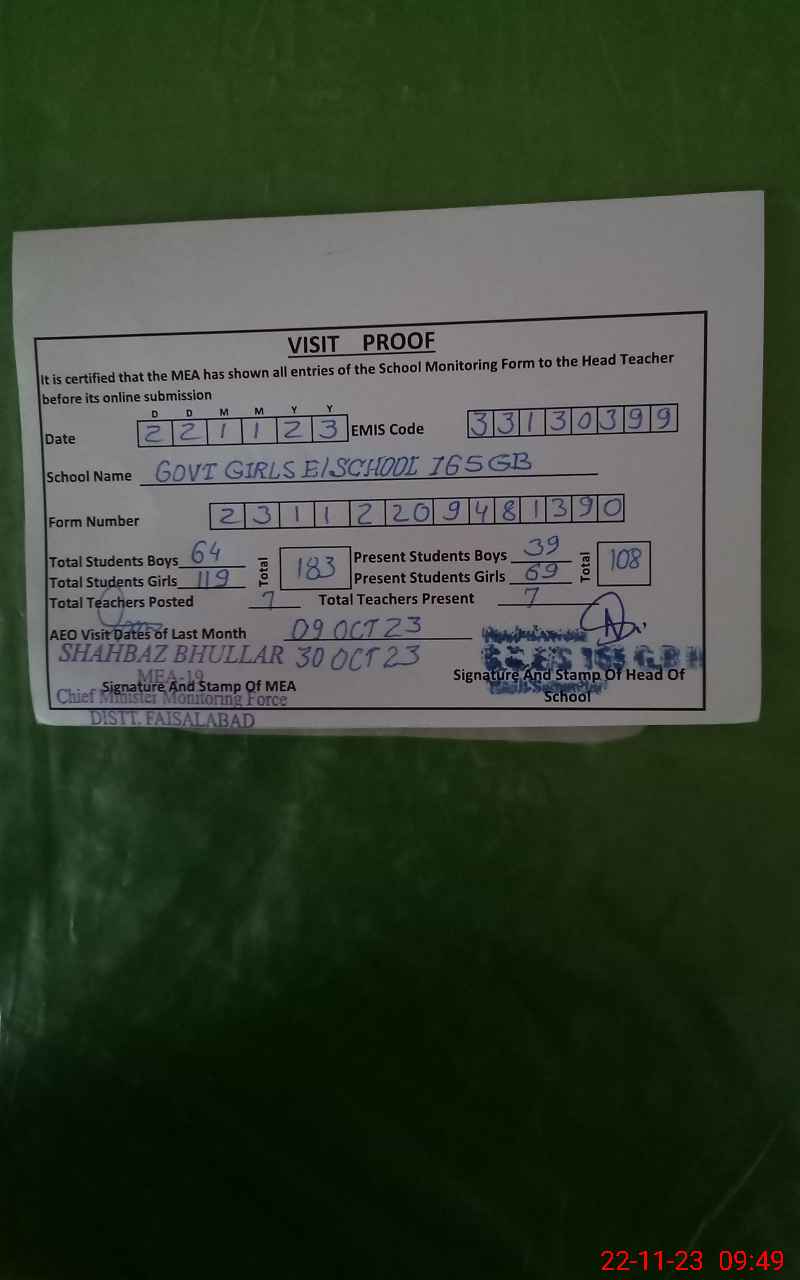 VISIT PROOF
It is certified that the MEA has shown all entries of the School Monitoring Form to the Head Teacher
before its online submission
D D M M Y Y
Date 2 2 1 1 2 3 EMIS Code 3 3 1 3 0 3 9 9
School Name GOVT GIRLS E/SCHOOL 165 GB
Form Number 2 3 1 1 2 2 0 9 4 8 1 3 9 0
Total Students Boys 64 Total 183 Present Students Boys 39 Total 108
Total Students Girls 119 Present Students Girls 69
Total Teachers Posted 7 Total Teachers Present 7
AEO Visit Dates of Last Month 09 OCT 23
SHAHBAZ BHULLAR 30 OCT 23
MEA-19
Signature And Stamp Of MEA
Chief Minister Monitoring Force
DISTT. FAISALABAD
165 G.B
Signature And Stamp Of Head Of
School
22-11-23 09:49